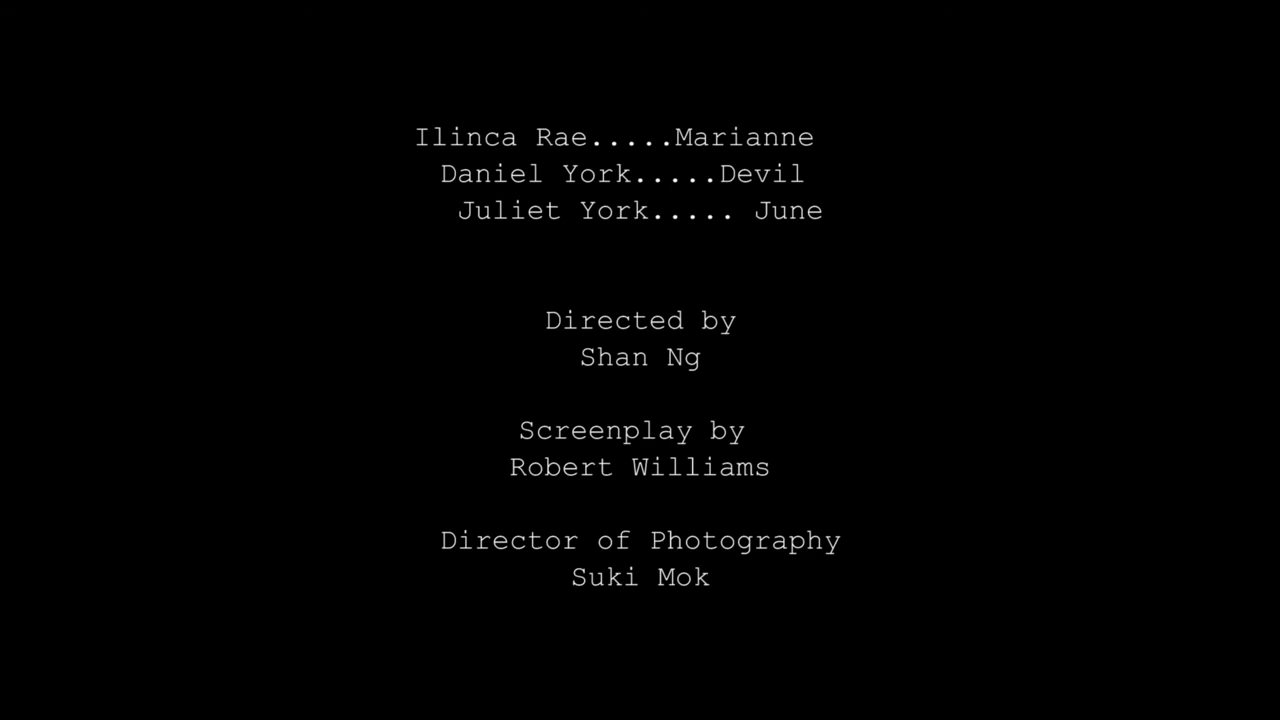 Ilinca Rae.....Marianne
Daniel York.....Devil
Juliet York..... June
Directed by
Shan Ng
Screenplay by
Robert Williams
Director of Photography
Suki Mok